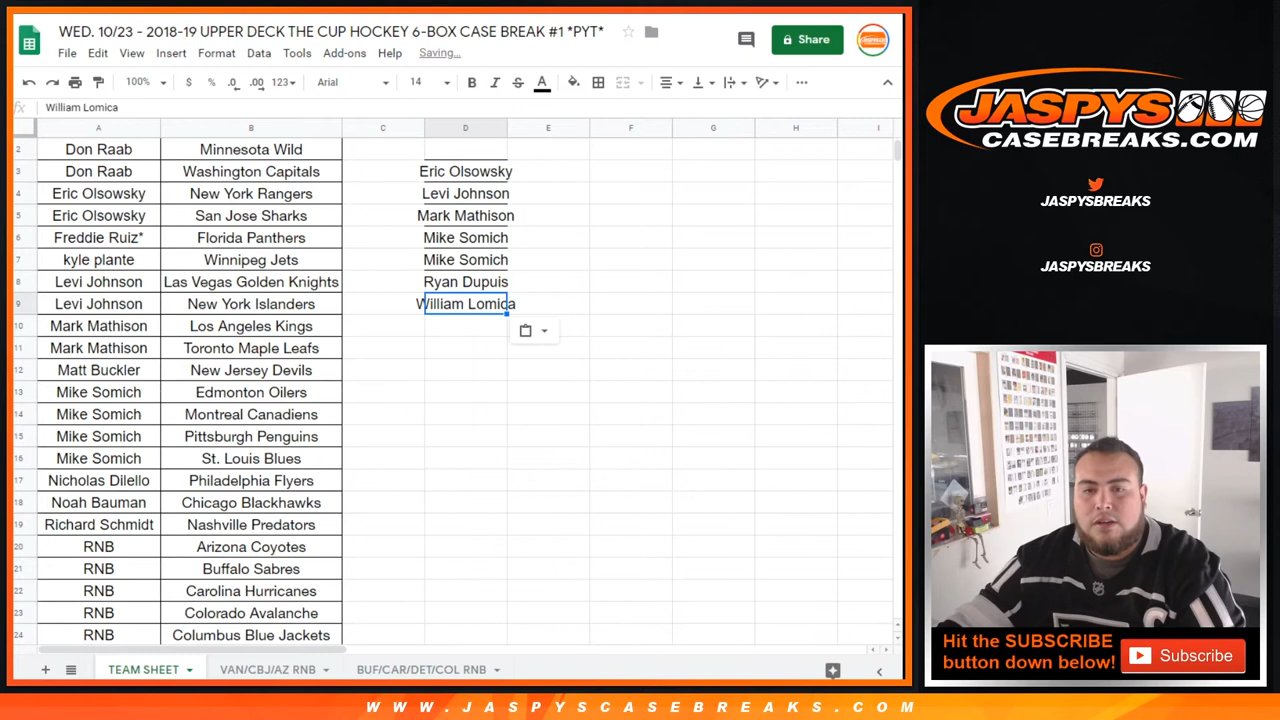 WED. 10/23 - 2018-19 UPPER DECK THE CUP HOCKEY 6-BOX CASE BREAK #1 *PYT*
File Edit View Insert Format Data Tools Add-ons Help Saving...
Share
100% $ % .0 .00 123 Arial 14 B I S A
fx William Lomica
A B C D E F G H I
2 Don Raab Minnesota Wild
3 Don Raab Washington Capitals Eric Olsowsky
4 Eric Olsowsky New York Rangers Levi Johnson
5 Eric Olsowsky San Jose Sharks Mark Mathison
6 Freddie Ruiz* Florida Panthers Mike Somich
7 kyle plante Winnipeg Jets Mike Somich
8 Levi Johnson Las Vegas Golden Knights Ryan Dupuis
9 Levi Johnson New York Islanders William Lomica
10 Mark Mathison Los Angeles Kings
11 Mark Mathison Toronto Maple Leafs
12 Matt Buckler New Jersey Devils
13 Mike Somich Edmonton Oilers
14 Mike Somich Montreal Canadiens
15 Mike Somich Pittsburgh Penguins
16 Mike Somich St. Louis Blues
17 Nicholas Dilello Philadelphia Flyers
18 Noah Bauman Chicago Blackhawks
19 Richard Schmidt Nashville Predators
20 RNB Arizona Coyotes
21 RNB Buffalo Sabres
22 RNB Carolina Hurricanes
23 RNB Colorado Avalanche
24 RNB Columbus Blue Jackets
TEAM SHEET VAN/CBJ/AZ RNB BUF/CAR/DET/COL RNB
JASPYS
CASEBREAKS.COM
JASPYSBREAKS
JASPYSBREAKS
Hit the SUBSCRIBE
button down below!
Subscribe
WWW.JASPYSCASEBREAKS.COM